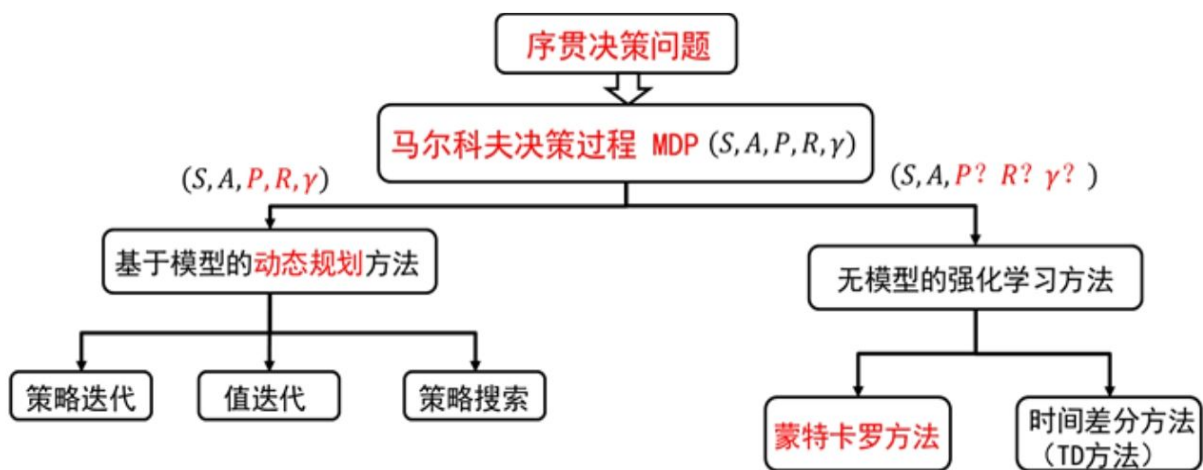 序贯决策问题
马尔科夫决策过程 MDP (S, A, P, R, γ)
(S, A, P, R, γ)
(S, A, P? R? γ? )
基于模型的动态规划方法
无模型的强化学习方法
策略迭代
值迭代
策略搜索
蒙特卡罗方法
时间差分方法
（TD方法）